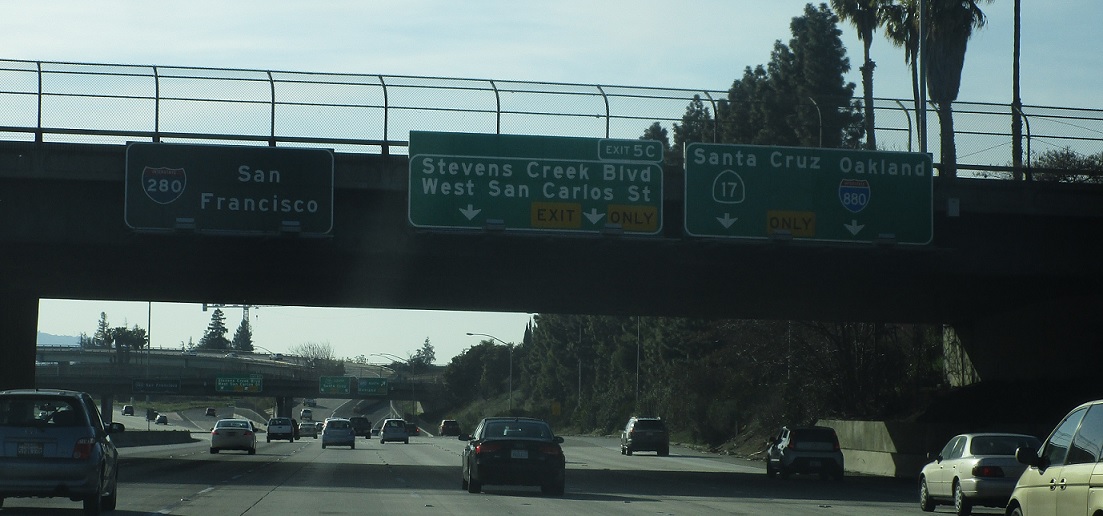 280
San
Francisco
EXIT 5C
Stevens Creek Blvd
West San Carlos St
EXIT ONLY
Santa Cruz Oakland
17 880
ONLY